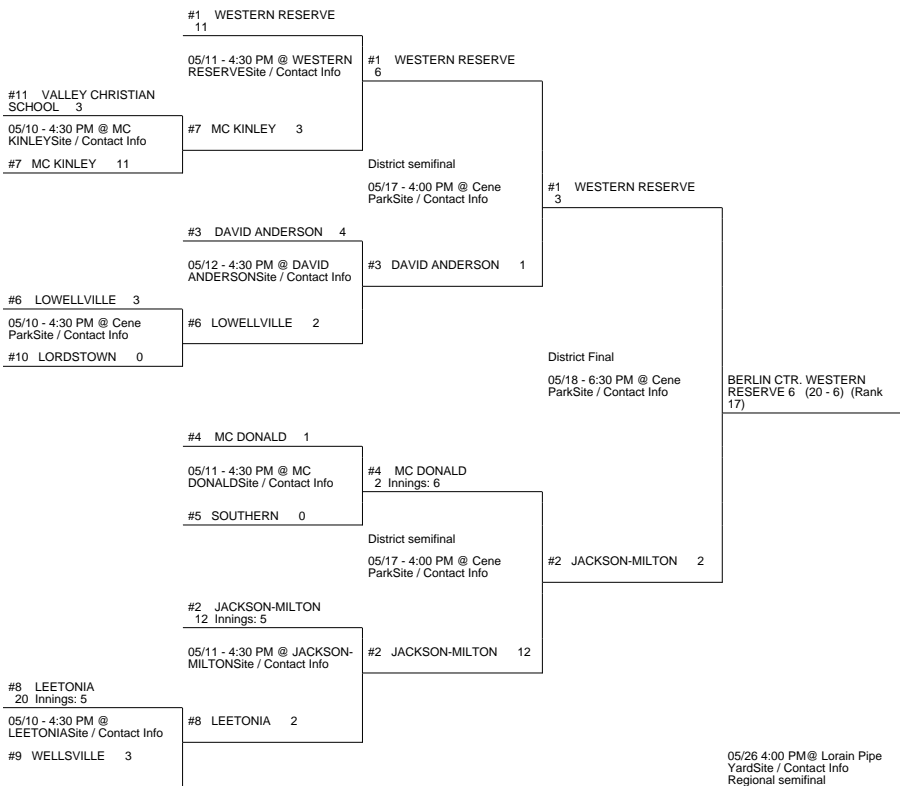 #1 WESTERN RESERVE
11
05/11 - 4:30 PM @ WESTERN
RESERVESite / Contact Info
#1 WESTERN RESERVE
6
#11 VALLEY CHRISTIAN
SCHOOL 3
05/10 - 4:30 PM @ MC
KINLEYSite / Contact Info
#7 MC KINLEY 11
#7 MC KINLEY 3
District semifinal
05/17 - 4:00 PM @ Cene
ParkSite / Contact Info
#1 WESTERN RESERVE
3
#3 DAVID ANDERSON 4
05/12 - 4:30 PM @ DAVID
ANDERSONSite / Contact Info
#3 DAVID ANDERSON 1
#6 LOWELLVILLE 3
05/10 - 4:30 PM @ Cene
ParkSite / Contact Info
#10 LORDSTOWN 0
#6 LOWELLVILLE 2
District Final
05/18 - 6:30 PM @ Cene
ParkSite / Contact Info
BERLIN CTR. WESTERN
RESERVE 6 (20 - 6) (Rank
17)
#4 MC DONALD 1
05/11 - 4:30 PM @ MC
DONALDSite / Contact Info
#4 MC DONALD
2 Innings: 6
#5 SOUTHERN 0
District semifinal
05/17 - 4:00 PM @ Cene
ParkSite / Contact Info
#2 JACKSON-MILTON 2
#2 JACKSON-MILTON
12 Innings: 5
05/11 - 4:30 PM @ JACKSON-
MILTONSite / Contact Info
#2 JACKSON-MILTON 12
#8 LEETONIA
20 Innings: 5
05/10 - 4:30 PM @
LEETONIASite / Contact Info
#9 WELLSVILLE 3
#8 LEETONIA 2
05/26 4:00 PM@ Lorain Pipe
YardSite / Contact Info
Regional semifinal